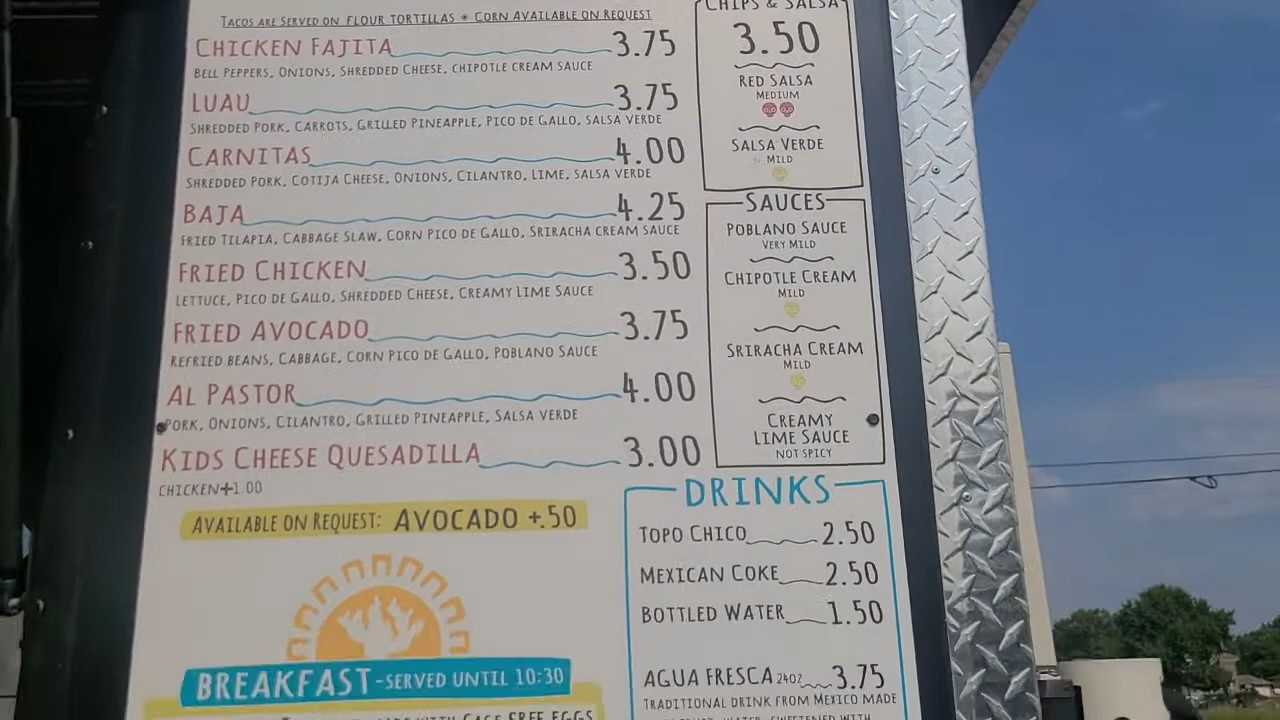 TACOS ARE SERVED ON FLOUR TORTILLAS * CORN AVAILABLE ON REQUEST
CHICKEN FAJITA 3.75
BELL PEPPERS, ONIONS, SHREDDED CHEESE, CHIPOTLE CREAM SAUCE
LUAU 3.75
SHREDDED PORK, CARROTS, GRILLED PINEAPPLE, PICO DE GALLO, SALSA VERDE
CARNITAS 4.00
SHREDDED PORK, COTIJA CHEESE, ONIONS, CILANTRO, LIME, SALSA VERDE
BAJA 4.25
FRIED TILAPIA, CABBAGE SLAW, CORN PICO DE GALLO, SRIRACHA CREAM SAUCE
FRIED CHICKEN 3.50
LETTUCE, PICO DE GALLO, SHREDDED CHEESE, CREAMY LIME SAUCE
FRIED AVOCADO 3.75
REFRIED BEANS, CABBAGE, CORN PICO DE GALLO, POBLANO SAUCE
AL PASTOR 4.00
PORK, ONIONS, CILANTRO, GRILLED PINEAPPLE, SALSA VERDE
KIDS CHEESE QUESADILLA 3.00
CHICKEN+1.00
AVAILABLE ON REQUEST: AVOCADO +.50
BREAKFAST -SERVED UNTIL 10:30
WITH CAGE FREE EGGS
CHIPS & SALSA
3.50
RED SALSA
MEDIUM
SALSA VERDE
MILD
SAUCES
POBLANO SAUCE
VERY MILD
CHIPOTLE CREAM
MILD
SRIRACHA CREAM
MILD
CREAMY
LIME SAUCE
NOT SPICY
DRINKS
TOPO CHICO 2.50
MEXICAN COKE 2.50
BOTTLED WATER 1.50
AGUA FRESCA 24OZ 3.75
TRADITIONAL DRINK FROM MEXICO MADE
WATER, SWEETENED WITH